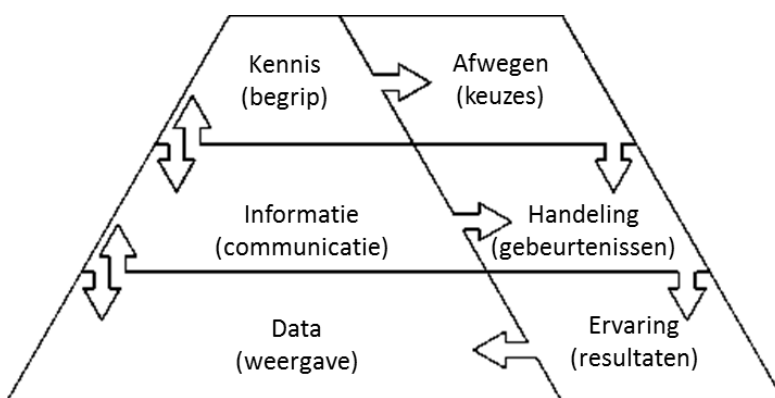 Kennis
(begrip)
Afwegen
(keuzes)
Informatie
(communicatie)
Handeling
(gebeurtenissen)
Data
(weergave)
Ervaring
(resultaten)